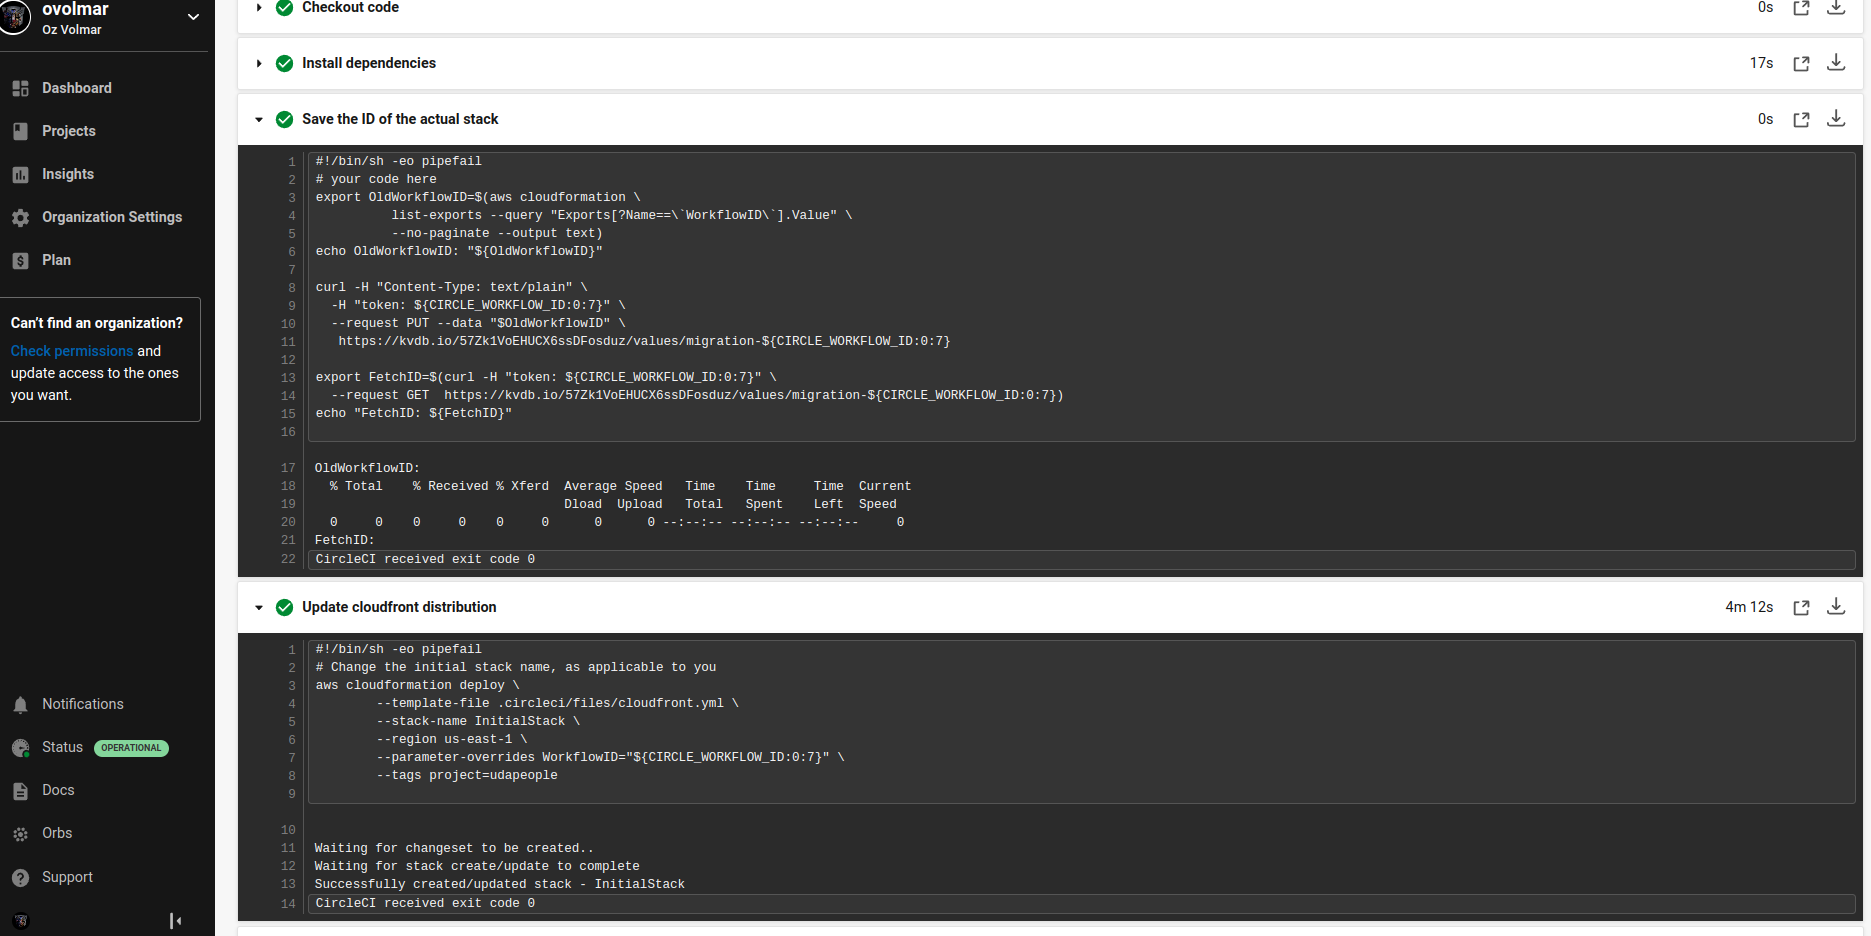 ovolmar
Oz Volmar
Dashboard
Projects
Insights
Organization Settings
Plan
Can't find an organization?
Check permissions and
update access to the ones
you want.
Notifications
Status OPERATIONAL
Docs
Orbs
Support
Checkout code 0s
Install dependencies 17s
Save the ID of the actual stack 0s
1 #!/bin/sh -eo pipefail
2 # your code here
3 export OldWorkflowID=$(aws cloudformation \
4 list-exports --query "Exports[?Name==\`WorkflowID\`].Value" \
5 --no-paginate --output text)
6 echo OldWorkflowID: "${OldWorkflowID}"
7
8 curl -H "Content-Type: text/plain" \
9 -H "token: ${CIRCLE_WORKFLOW_ID:0:7}" \
10 --request PUT --data "$OldWorkflowID" \
11 https://kvdb.io/57Zk1VoEHUCX6ssDFosduz/values/migration-${CIRCLE_WORKFLOW_ID:0:7}
12
13 export FetchID=$(curl -H "token: ${CIRCLE_WORKFLOW_ID:0:7}" \
14 --request GET  https://kvdb.io/57Zk1VoEHUCX6ssDFosduz/values/migration-${CIRCLE_WORKFLOW_ID:0:7})
15 echo "FetchID: ${FetchID}"
16
17 OldWorkflowID:
18 % Total    % Received % Xferd  Average Speed   Time    Time     Time  Current
19 Dload  Upload   Total   Spent    Left  Speed
20 0     0    0     0    0     0      0      0 --:--:-- --:--:-- --:--:--     0
21 FetchID:
22 CircleCI received exit code 0
Update cloudfront distribution 4m 12s
1 #!/bin/sh -eo pipefail
2 # Change the initial stack name, as applicable to you
3 aws cloudformation deploy \
4 --template-file .circleci/files/cloudfront.yml \
5 --stack-name InitialStack \
6 --region us-east-1 \
7 --parameter-overrides WorkflowID="${CIRCLE_WORKFLOW_ID:0:7}" \
8 --tags project=udapeople
9
10
11 Waiting for changeset to be created..
12 Waiting for stack create/update to complete
13 Successfully created/updated stack - InitialStack
14 CircleCI received exit code 0